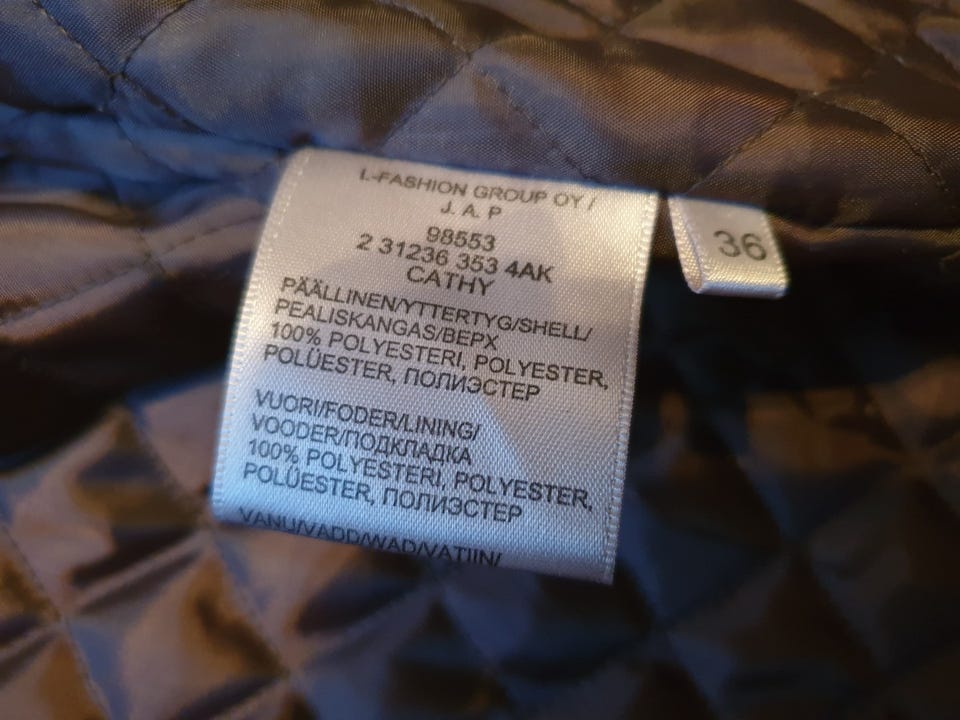 L-FASHION GROUP OY /
J. A. P
98553
2 31236 353 4AK
CATHY
PÄÄLLINEN/YTTERTYG/SHELL/
PEALISKANGAS/ВЕРХ
100% POLYESTERI, POLYESTER,
POLÜESTER, ПОЛИЭСТЕР
VUORI/FODER/LINING/
VOODER/ПОДКЛАДКА
100% POLYESTERI, POLYESTER,
POLÜESTER, ПОЛИЭСТЕР
VANU/VADD/WAD/VATIIN/
36